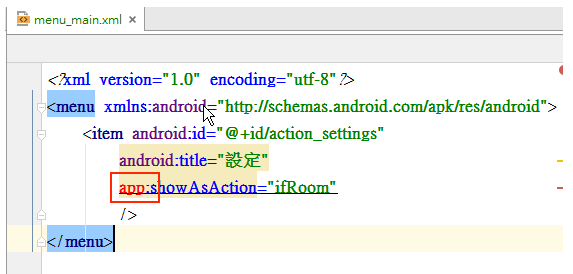 menu_main.xml ×
<?xml version="1.0" encoding="utf-8"?>
<menu xmlns:android="http://schemas.android.com/apk/res/android">
<item android:id="@+id/action_settings"
android:title="設定"
app:showAsAction="ifRoom"
/>
</menu>